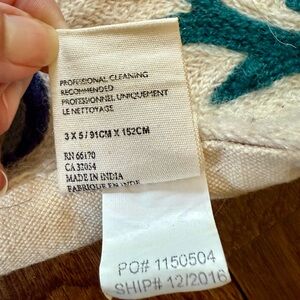 PROFESSIONAL CLEANING
RECOMMENDED
PROFESSIONNEL UNIQUEMENT
LE NETTOYAGE
3 X 5 / 91CM X 152CM
RN 66170
CA 32054
MADE IN INDIA
FABRIQUE EN INDE
PO# 1150504
SHIP# 12/2016